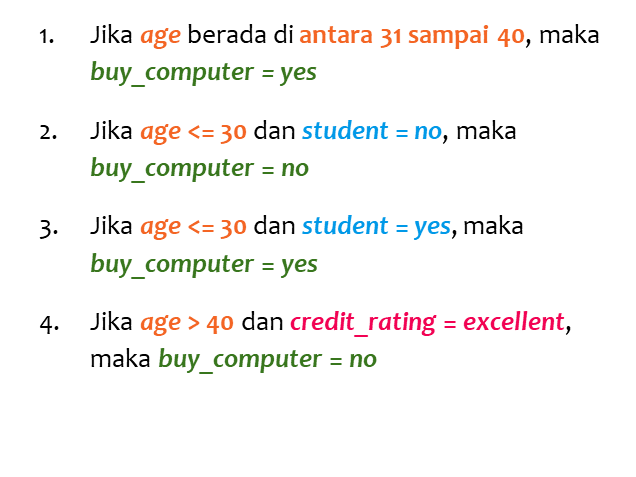 1. Jika age berada di antara 31 sampai 40, maka
buy_computer = yes
2. Jika age <= 30 dan student = no, maka
buy_computer = no
3. Jika age <= 30 dan student = yes, maka
buy_computer = yes
4. Jika age > 40 dan credit_rating = excellent,
maka buy_computer = no